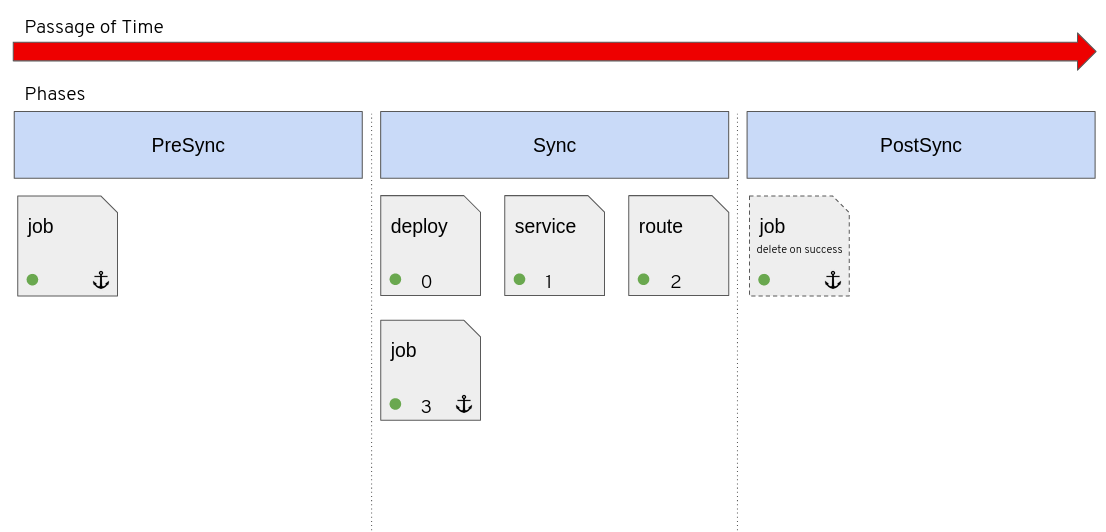 Passage of Time
Phases
PreSync
Sync
PostSync
job
deploy
0
service
1
route
2
job
delete on success
job
3